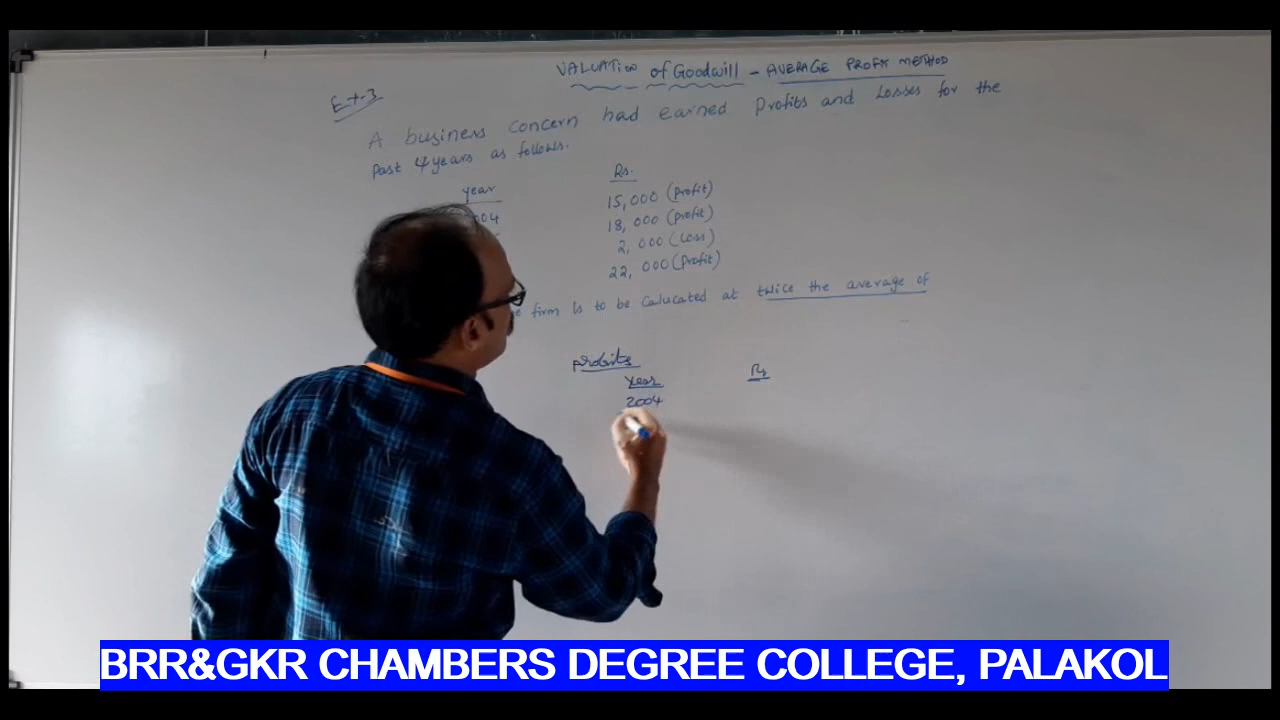 VALUATION of Goodwill - AVERAGE PROFIT METHOD
Ex-3
A business concern had earned profits and Losses for the
Past 4 years as follows.
year Rs.
2004 15,000 (profit)
18,000 (profit)
2,000 (Loss)
22,000 (Profit)
firm is to be calucated at twice the average of
profits
year Rs
2004
BRR&GKR CHAMBERS DEGREE COLLEGE, PALAKOL